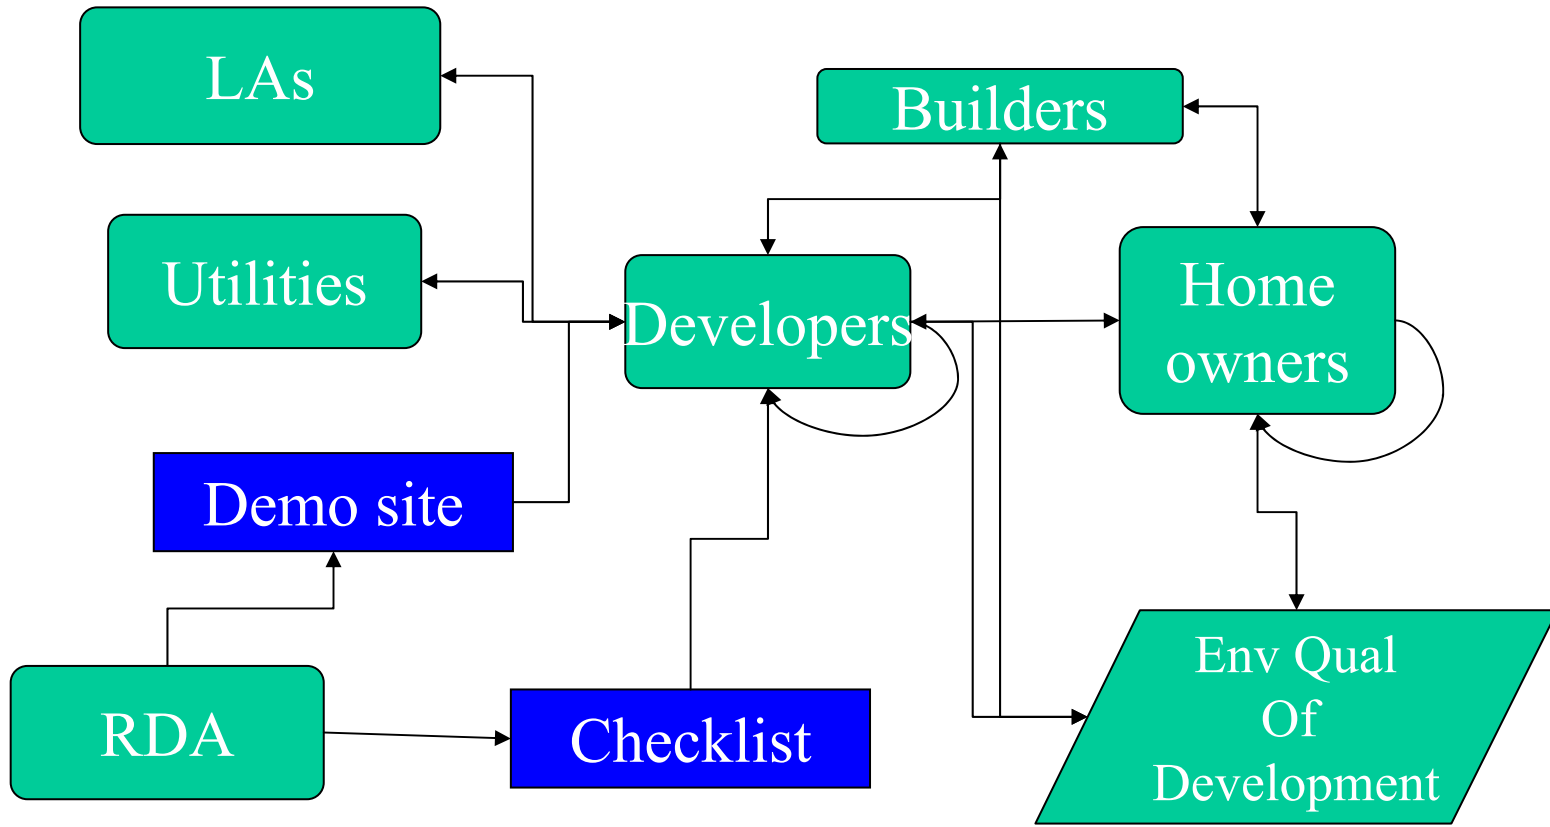 LAs
Builders
Utilities
Developers
Home
owners
Demo site
RDA
Checklist
Env Qual
Of
Development